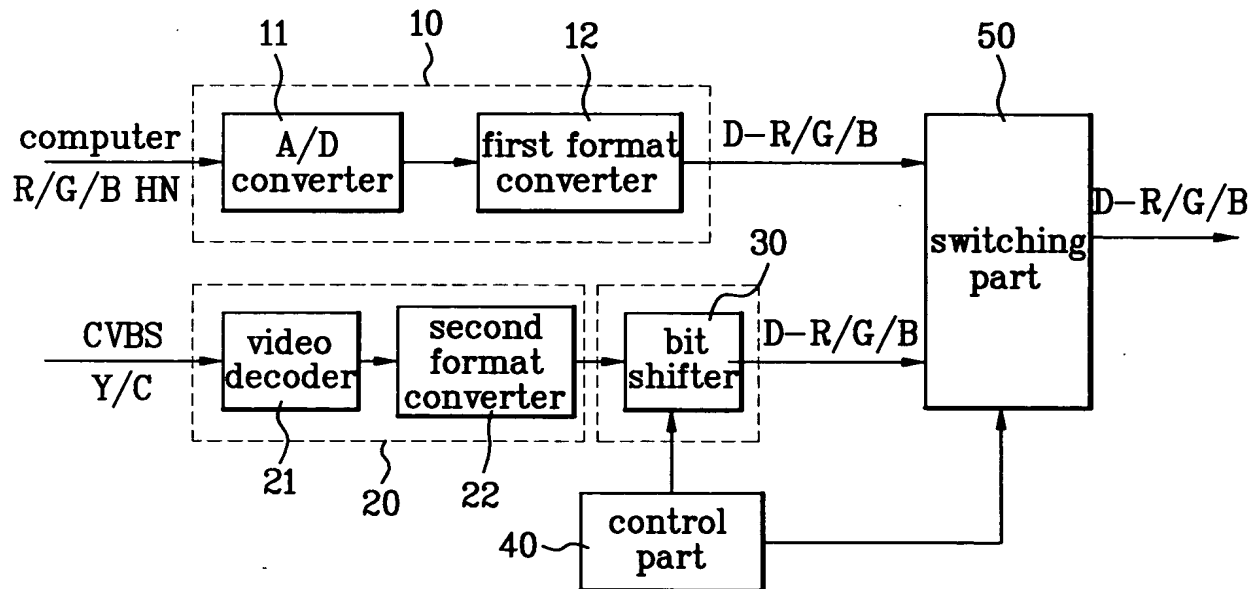 11
10
12
50
computer
R/G/B HN
A/D
converter
first format
converter
D-R/G/B
switching
part
D-R/G/B
30
CVBS
Y/C
video
decoder
second
format
converter
bit
shifter
D-R/G/B
21
20
22
40
control
part